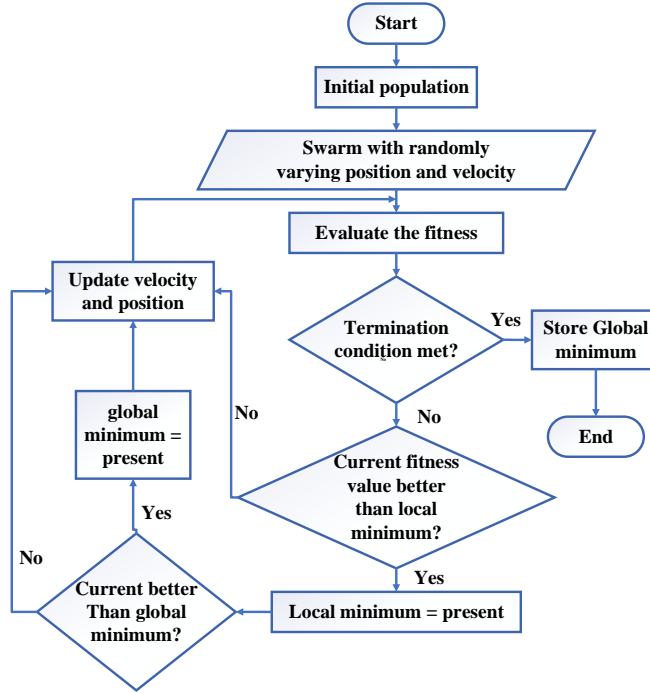 Start
Initial population
Swarm with randomly
varying position and velocity
Evaluate the fitness
Update velocity
and position
Termination
condition met?
Yes
Store Global
minimum
End
No
Current fitness
value better
than local
minimum?
No
global
minimum =
present
Yes
No
Current better
Than global
minimum?
Yes
Local minimum = present